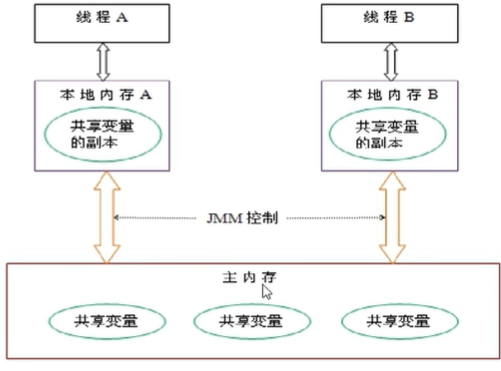 线程 A
线程 B
本地内存 A
本地内存 B
共享变量
的副本
共享变量
的副本
JMM 控制
主内存
共享变量
共享变量
共享变量